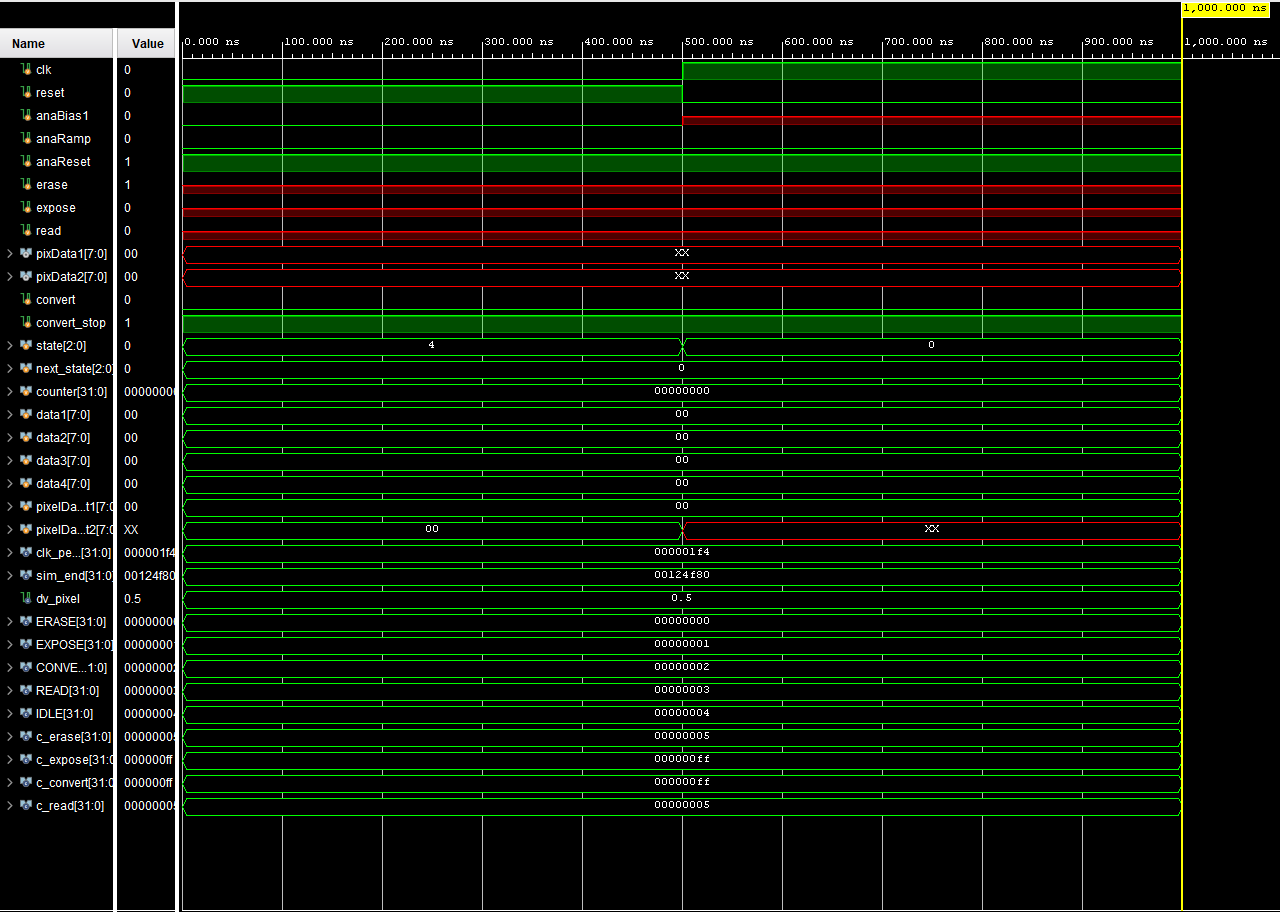 1,000.000 ns
Name Value 0.000 ns 100.000 ns 200.000 ns 300.000 ns 400.000 ns 500.000 ns 600.000 ns 700.000 ns 800.000 ns 900.000 ns 1,000.000 ns
clk 0
reset 0
anaBias1 0
anaRamp 0
anaReset 1
erase 1
expose 0
read 0
pixData1[7:0] 00 XX
pixData2[7:0] 00 XX
convert 0
convert_stop 1
state[2:0] 0 4 0
next_state[2:0 0 0
counter[31:0] 00000000 00000000
data1[7:0] 00 00
data2[7:0] 00 00
data3[7:0] 00 00
data4[7:0] 00 00
pixelDa...t1[7:0 00 00
pixelDa...t2[7:0 XX 00 XX
clk_pe...[31:0] 000001f4 000001f4
sim_end[31:0] 00124f80 00124f80
dv_pixel 0.5 0.5
ERASE[31:0] 00000000 00000000
EXPOSE[31:0] 00000001 00000001
CONVE...1:0] 00000002 00000002
READ[31:0] 00000003 00000003
IDLE[31:0] 00000004 00000004
c_erase[31:0] 00000005 00000005
c_expose[31:0 000000ff 000000ff
c_convert[31:0 000000ff 000000ff
c_read[31:0] 00000005 00000005